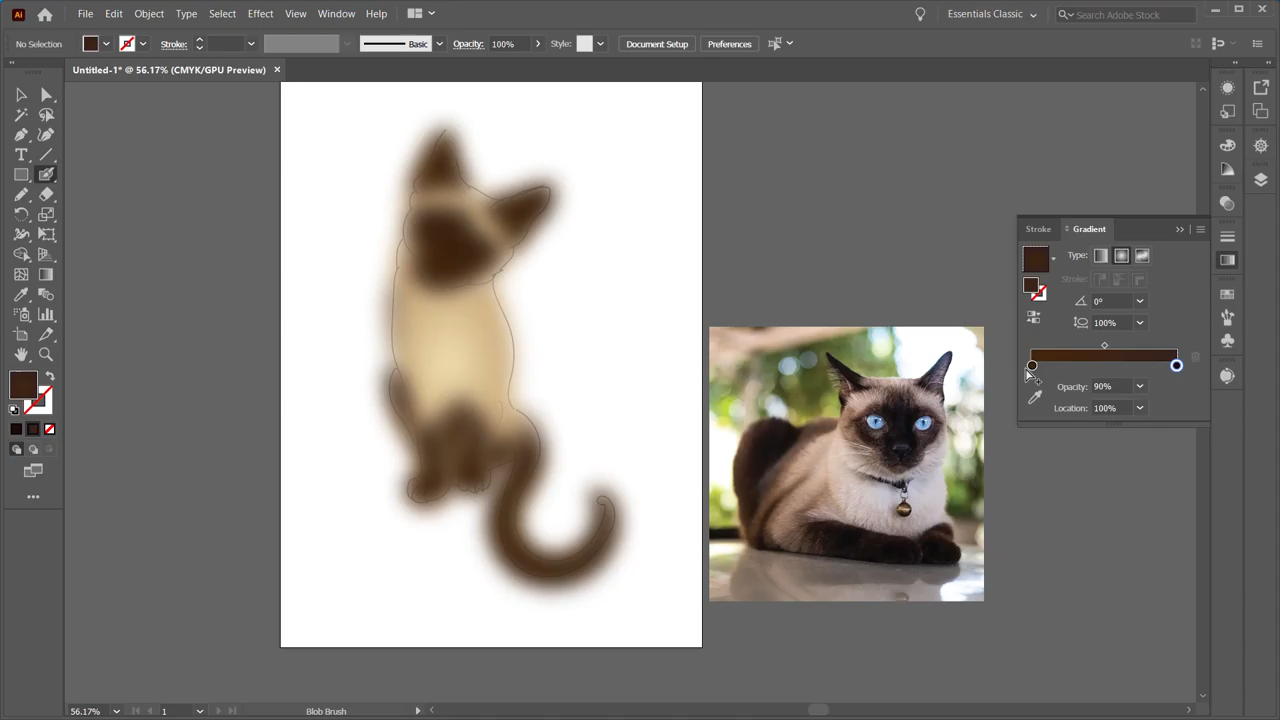 Ai File Edit Object Type Select Effect View Window Help Essentials Classic Search Adobe Stock
No Selection Stroke: Basic Opacity: 100% Style: Document Setup Preferences
Untitled-1* @ 56.17% (CMYK/GPU Preview)
Stroke Gradient
Type:
Stroke:
0°
100%
Opacity: 90%
Location: 100%
56.17% 1 Blob Brush